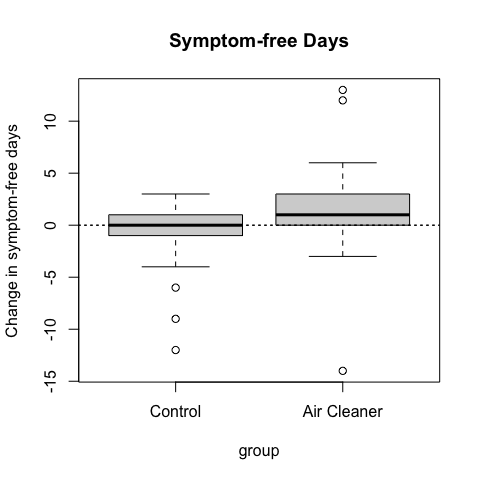 Symptom-free Days
Change in symptom-free days
10
5
0
-5
-10
-15
Control
Air Cleaner
group